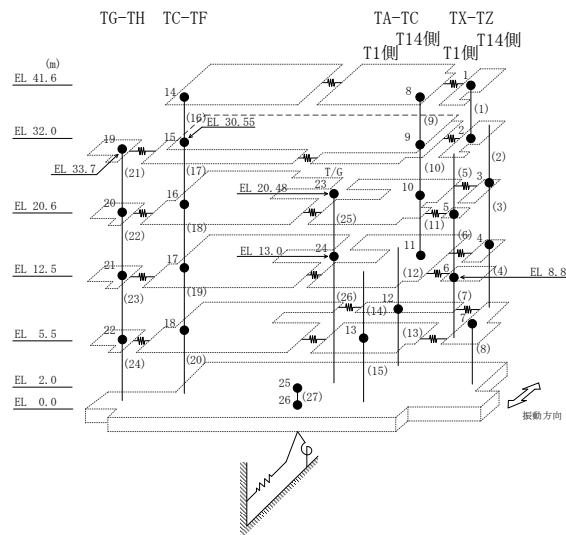 TG-TH TC-TF TA-TC TX-TZ
T1側 T14側 T1側 T14側
(m)
EL 41.6
14 8 1
(16) (9) (1)
EL 32.0
19 15 EL 30.55 9 2
EL 33.7
(21) (17) (10) (2)
T/G
EL 20.48 23 10 (5) 3
EL 20.6
20 16 (25) (11) 5 (3)
(22) (18) (6)
EL 13.0 24 11 4
EL 12.5
21 17 (12) 6 (4) EL 8.8
(23) (19) 6
(26) (14) 12 (7)
EL 5.5
22 18 13 (13) 7 (8)
(24) (20) (15)
EL 2.0
25
26 (27)
EL 0.0
振動方向